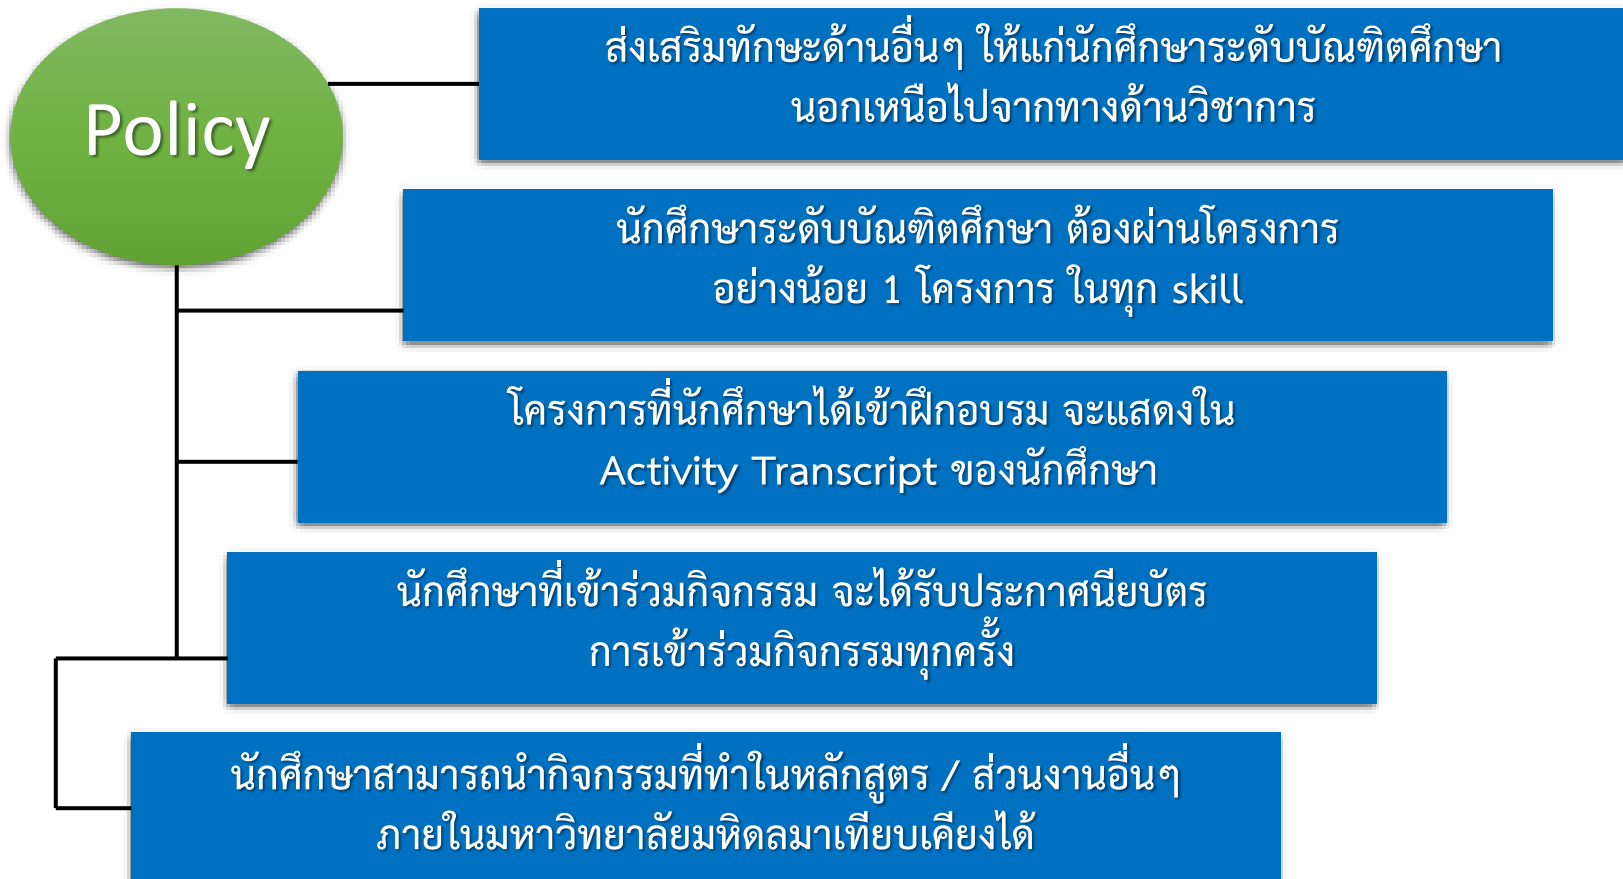 Policy
ส่งเสริมทักษะด้านอื่นๆ ให้แก่นักศึกษาระดับบัณฑิตศึกษา
นอกเหนือไปจากทางด้านวิชาการ
นักศึกษาระดับบัณฑิตศึกษา ต้องผ่านโครงการ
อย่างน้อย 1 โครงการ ในทุก skill
โครงการที่นักศึกษาได้เข้าฝึกอบรม จะแสดงใน
Activity Transcript ของนักศึกษา
นักศึกษาที่เข้าร่วมกิจกรรม จะได้รับประกาศนียบัตร
การเข้าร่วมกิจกรรมทุกครั้ง
นักศึกษาสามารถนำกิจกรรมที่ทำในหลักสูตร / ส่วนงานอื่นๆ
ภายในมหาวิทยาลัยมหิดลมาเทียบเคียงได้